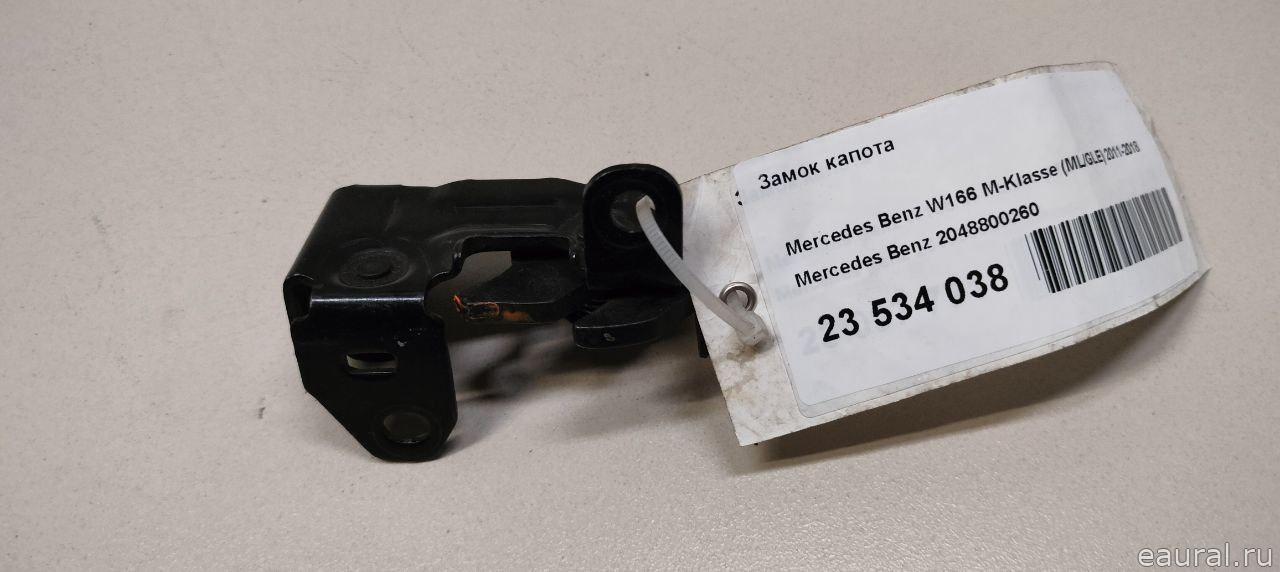 Замок капота
Mercedes Benz W166 M-Klasse (ML/GLE) 2011-2018
Mercedes Benz 2048800260
23 534 038
eaural.ru